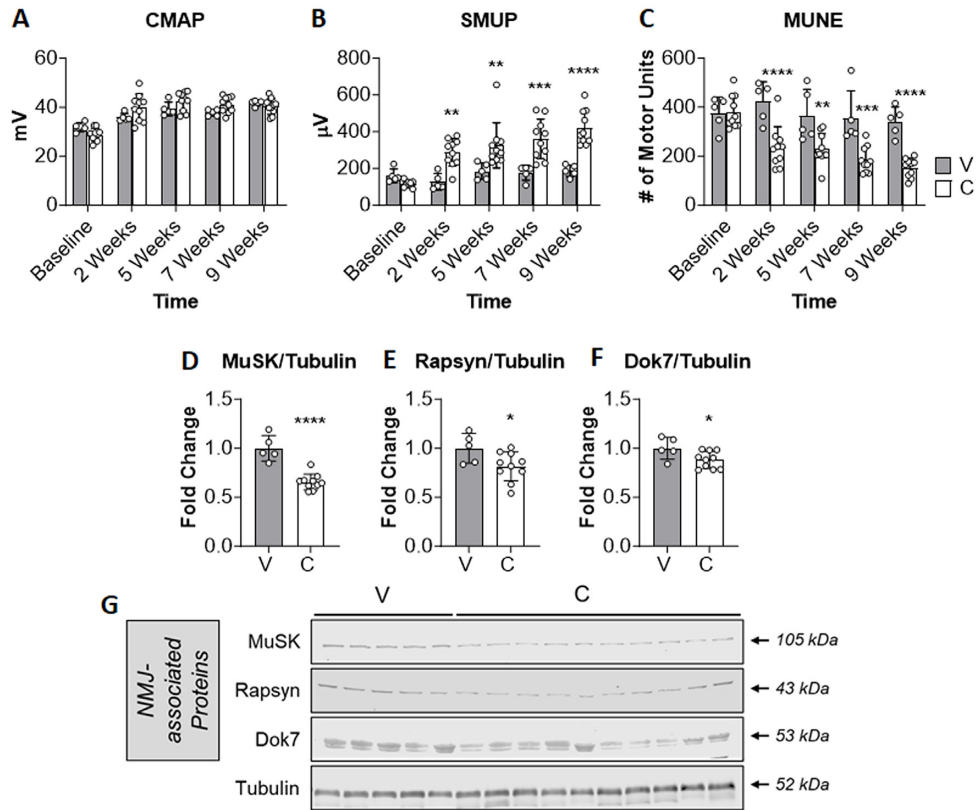 A CMAP
60
40
20
0
mV
Baseline
2 Weeks
5 Weeks
7 Weeks
9 Weeks
Time
B SMUP
800
600
400
200
0
µV
**
**
***
****
Baseline
2 Weeks
5 Weeks
7 Weeks
9 Weeks
Time
C MUNE
600
400
200
0
# of Motor Units
****
**
***
****
Baseline
2 Weeks
5 Weeks
7 Weeks
9 Weeks
Time
V
C
D MuSK/Tubulin
1.5
1.0
0.5
0.0
Fold Change
****
V C
E Rapsyn/Tubulin
1.5
1.0
0.5
0.0
Fold Change
*
V C
F Dok7/Tubulin
1.5
1.0
0.5
0.0
Fold Change
*
V C
G
V C
NMJ-
associated
Proteins
MuSK ← 105 kDa
Rapsyn ← 43 kDa
Dok7 ← 53 kDa
Tubulin ← 52 kDa